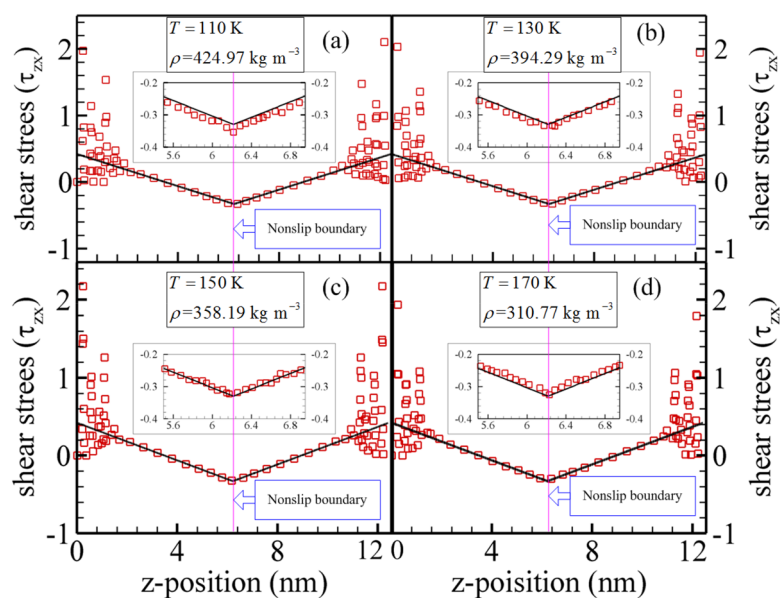 T = 110 K
ρ=424.97 kg m⁻³
(a)
-0.2
-0.3
-0.4
5.6 6 6.4 6.8
-0.2
-0.3
-0.4
Nonslip boundary
2
1
0
-1
shear strees (τzx)
T = 130 K
ρ=394.29 kg m⁻³
(b)
-0.2
-0.3
-0.4
5.6 6 6.4 6.8
-0.2
-0.3
-0.4
Nonslip boundary
2
1
0
-1
shear strees (τzx)
T = 150 K
ρ=358.19 kg m⁻³
(c)
-0.2
-0.3
-0.4
5.6 6 6.4 6.8
-0.2
-0.3
-0.4
Nonslip boundary
2
1
0
-1
shear strees (τzx)
0 4 8 12
z-position (nm)
T = 170 K
ρ=310.77 kg m⁻³
(d)
-0.2
-0.3
-0.4
5.6 6 6.4 6.8
-0.2
-0.3
-0.4
Nonslip boundary
2
1
0
-1
shear strees (τzx)
0 4 8 12
z-poisition (nm)